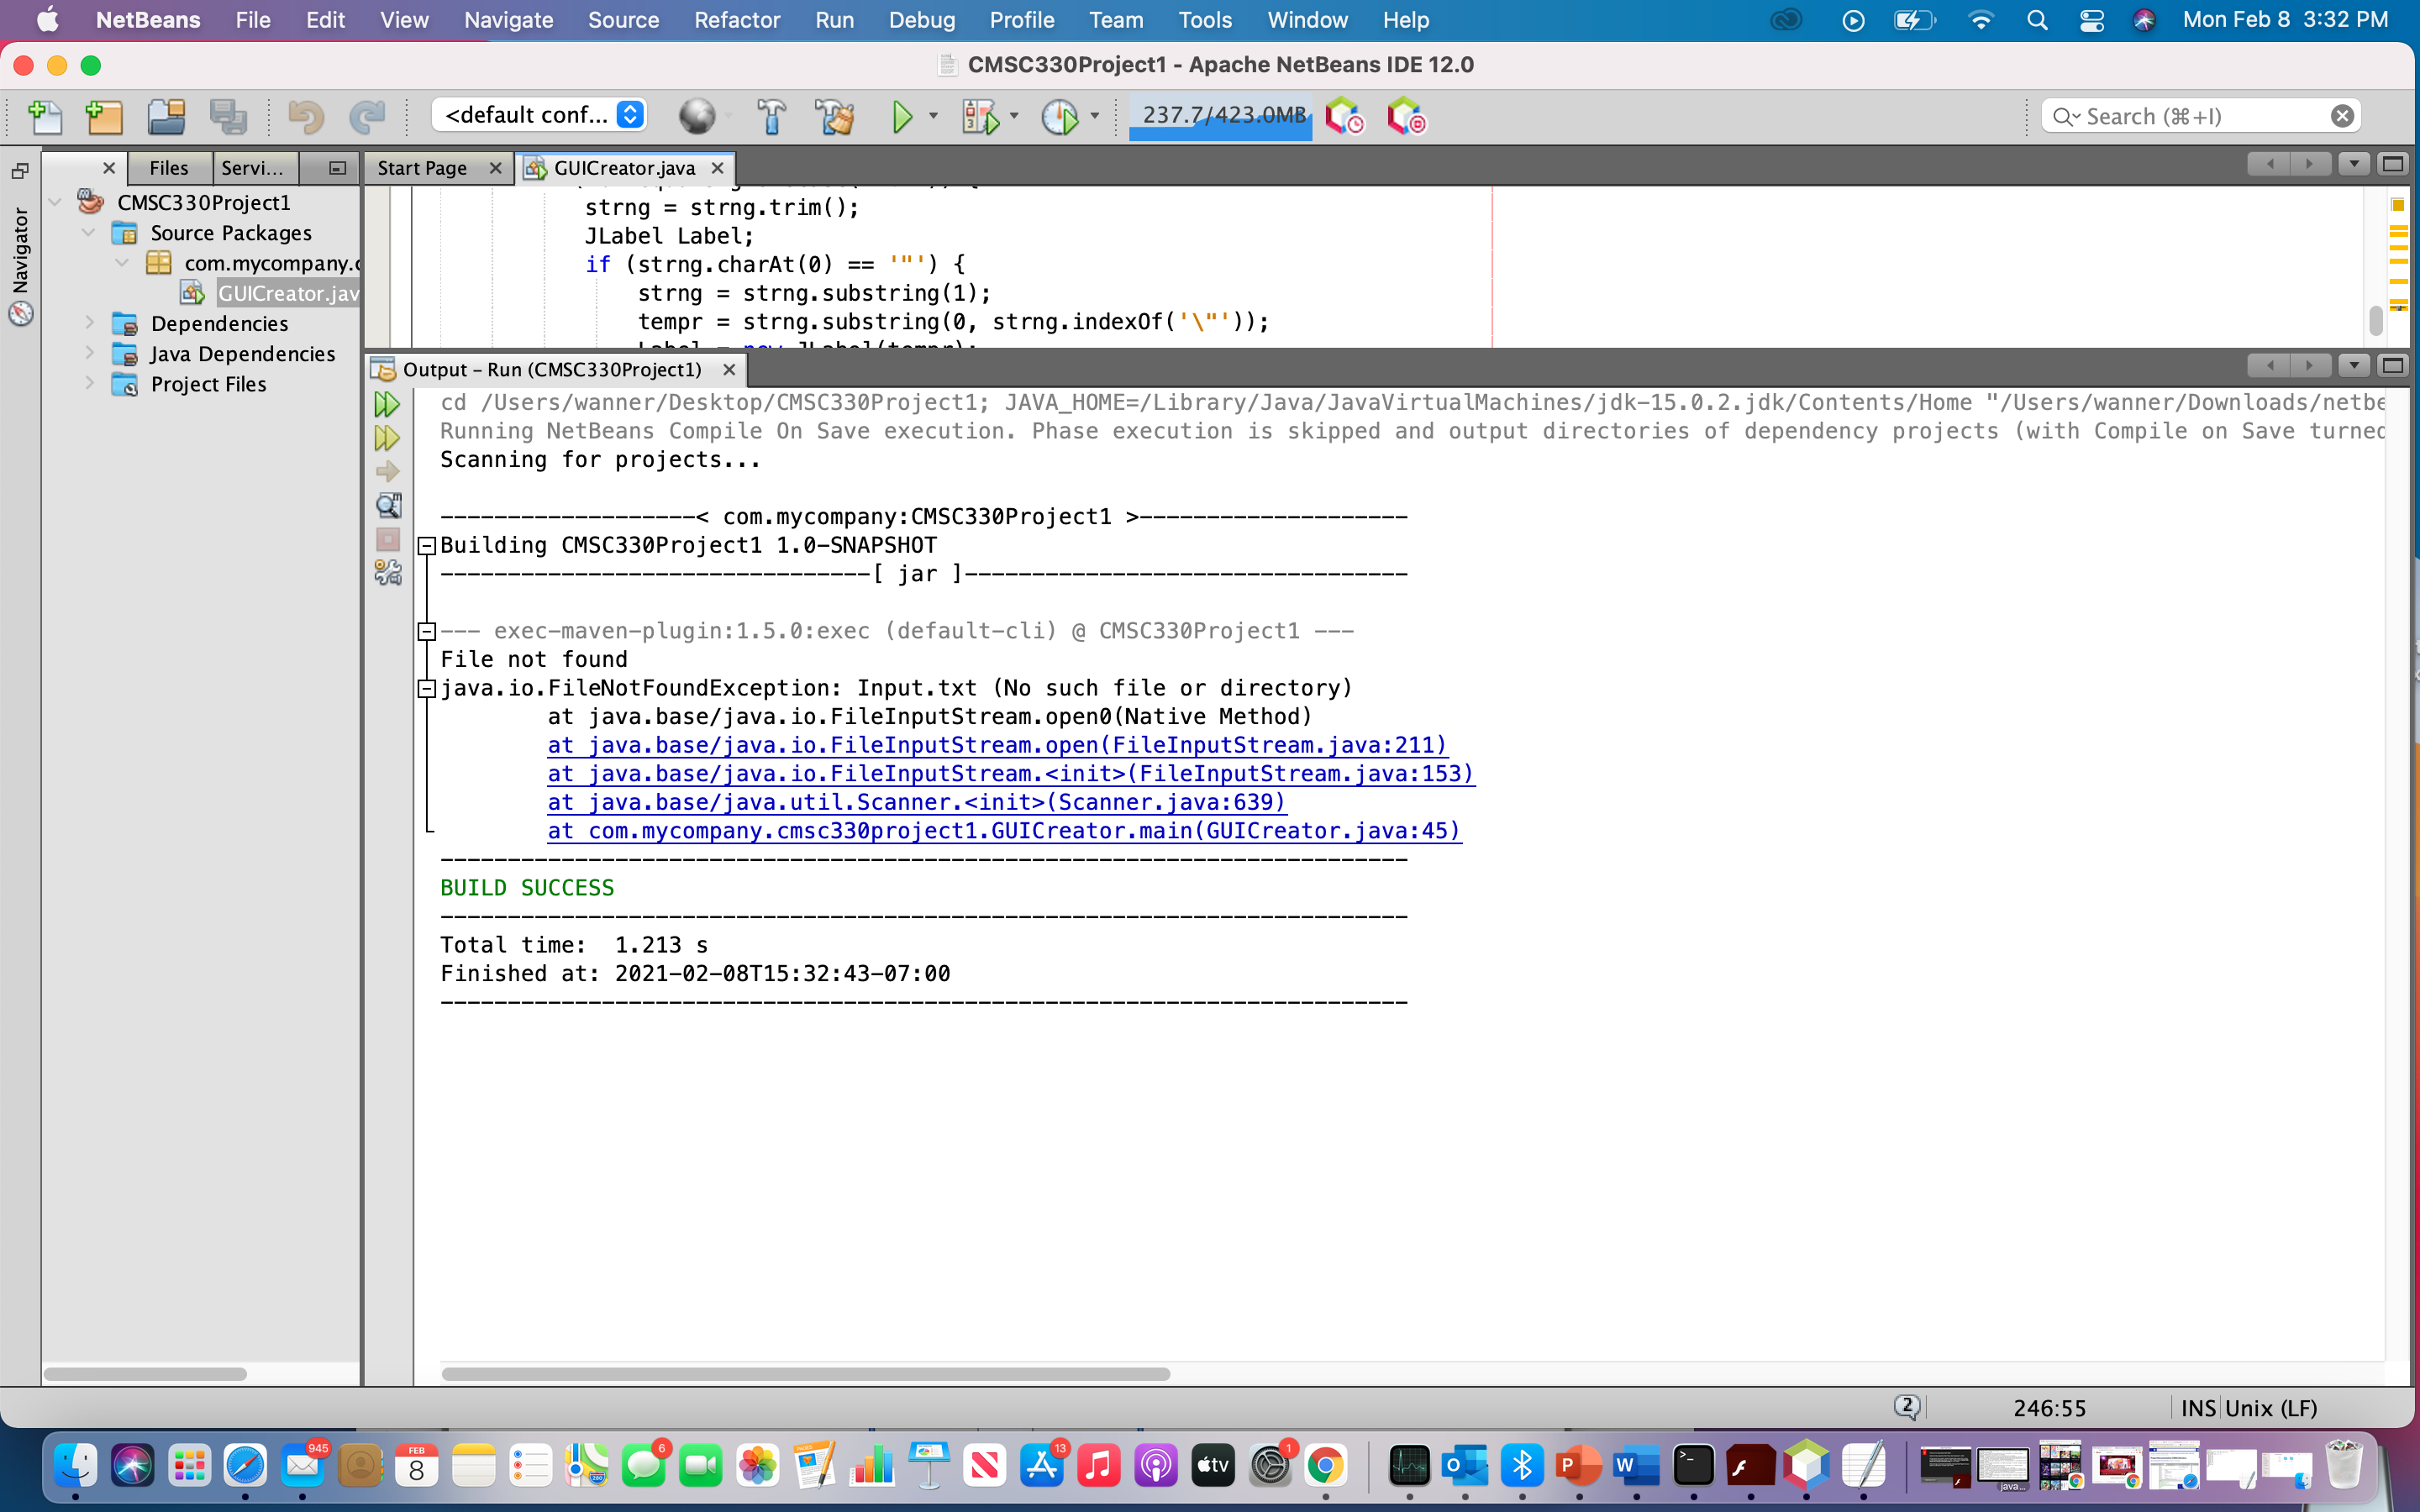 NetBeans File Edit View Navigate Source Refactor Run Debug Profile Team Tools Window Help Mon Feb 8 3:32 PM
CMSC330Project1 - Apache NetBeans IDE 12.0
<default conf... 237.7/423.0MB Search (⌘+I)
Files Servi... Start Page GUICreator.java
Navigator
CMSC330Project1
Source Packages
com.mycompany.c
GUICreator.jav
Dependencies
Java Dependencies
Project Files
strng = strng.trim();
JLabel Label;
if (strng.charAt(0) == '"') {
strng = strng.substring(1);
tempr = strng.substring(0, strng.indexOf('\"'));
Label = new JLabel(tempr);
Output – Run (CMSC330Project1)
cd /Users/wanner/Desktop/CMSC330Project1; JAVA_HOME=/Library/Java/JavaVirtualMachines/jdk-15.0.2.jdk/Contents/Home "/Users/wanner/Downloads/netbe
Running NetBeans Compile On Save execution. Phase execution is skipped and output directories of dependency projects (with Compile on Save turned
Scanning for projects...
-------------------< com.mycompany:CMSC330Project1 >--------------------
Building CMSC330Project1 1.0-SNAPSHOT
--------------------------------[ jar ]---------------------------------
--- exec-maven-plugin:1.5.0:exec (default-cli) @ CMSC330Project1 ---
File not found
java.io.FileNotFoundException: Input.txt (No such file or directory)
at java.base/java.io.FileInputStream.open0(Native Method)
at java.base/java.io.FileInputStream.open(FileInputStream.java:211)
at java.base/java.io.FileInputStream.<init>(FileInputStream.java:153)
at java.base/java.util.Scanner.<init>(Scanner.java:639)
at com.mycompany.cmsc330project1.GUICreator.main(GUICreator.java:45)
------------------------------------------------------------------------
BUILD SUCCESS
------------------------------------------------------------------------
Total time:  1.213 s
Finished at: 2021-02-08T15:32:43-07:00
------------------------------------------------------------------------
2 246:55 INS Unix (LF)
945 FEB 8 6 13 tv 1